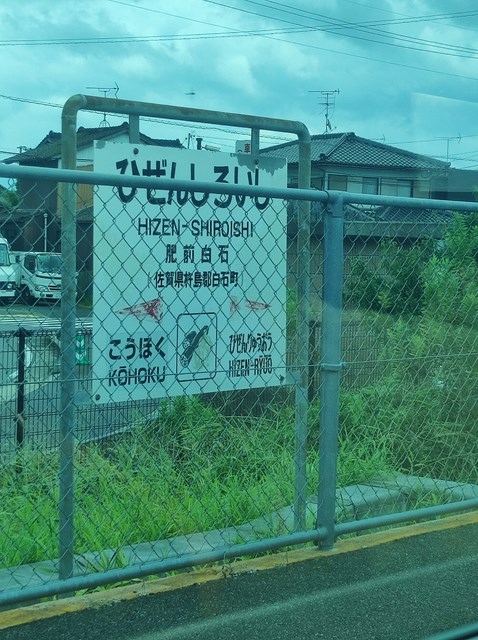 ひぜんしろいし
HIZEN-SHIROISHI
肥前白石
(佐賀県杵島郡白石町)
こうほく
KŌHOKU
ひぜんりゅうおう
HIZEN-RYŪŌ